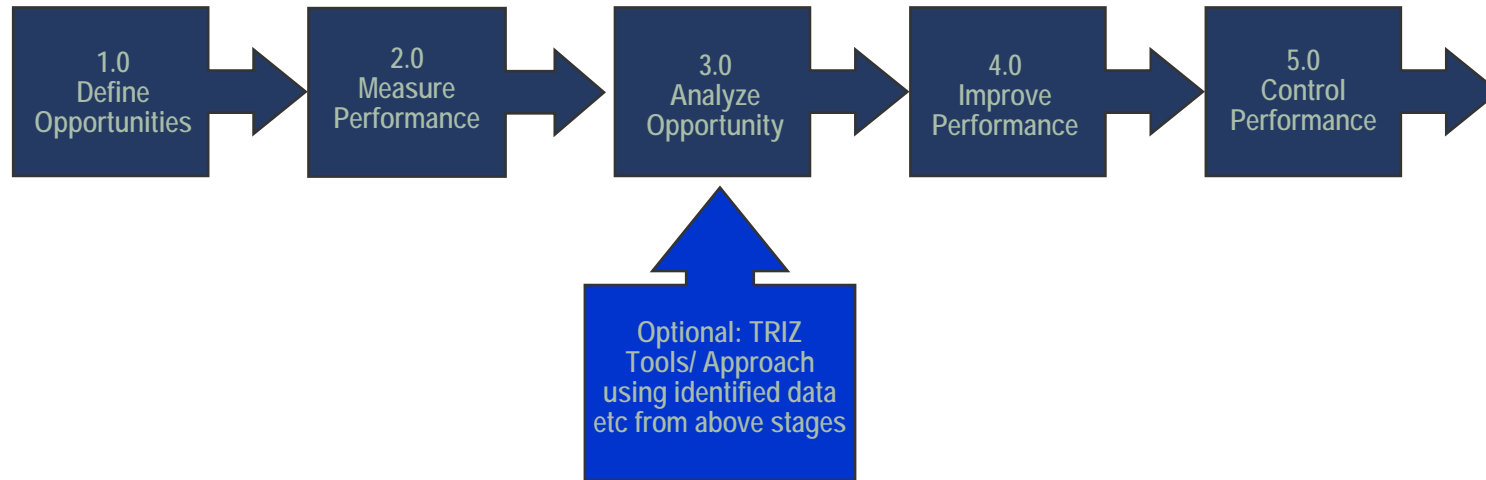 1.0
Define
Opportunities
2.0
Measure
Performance
3.0
Analyze
Opportunity
4.0
Improve
Performance
5.0
Control
Performance
Optional: TRIZ
Tools/ Approach
using identified data
etc from above stages